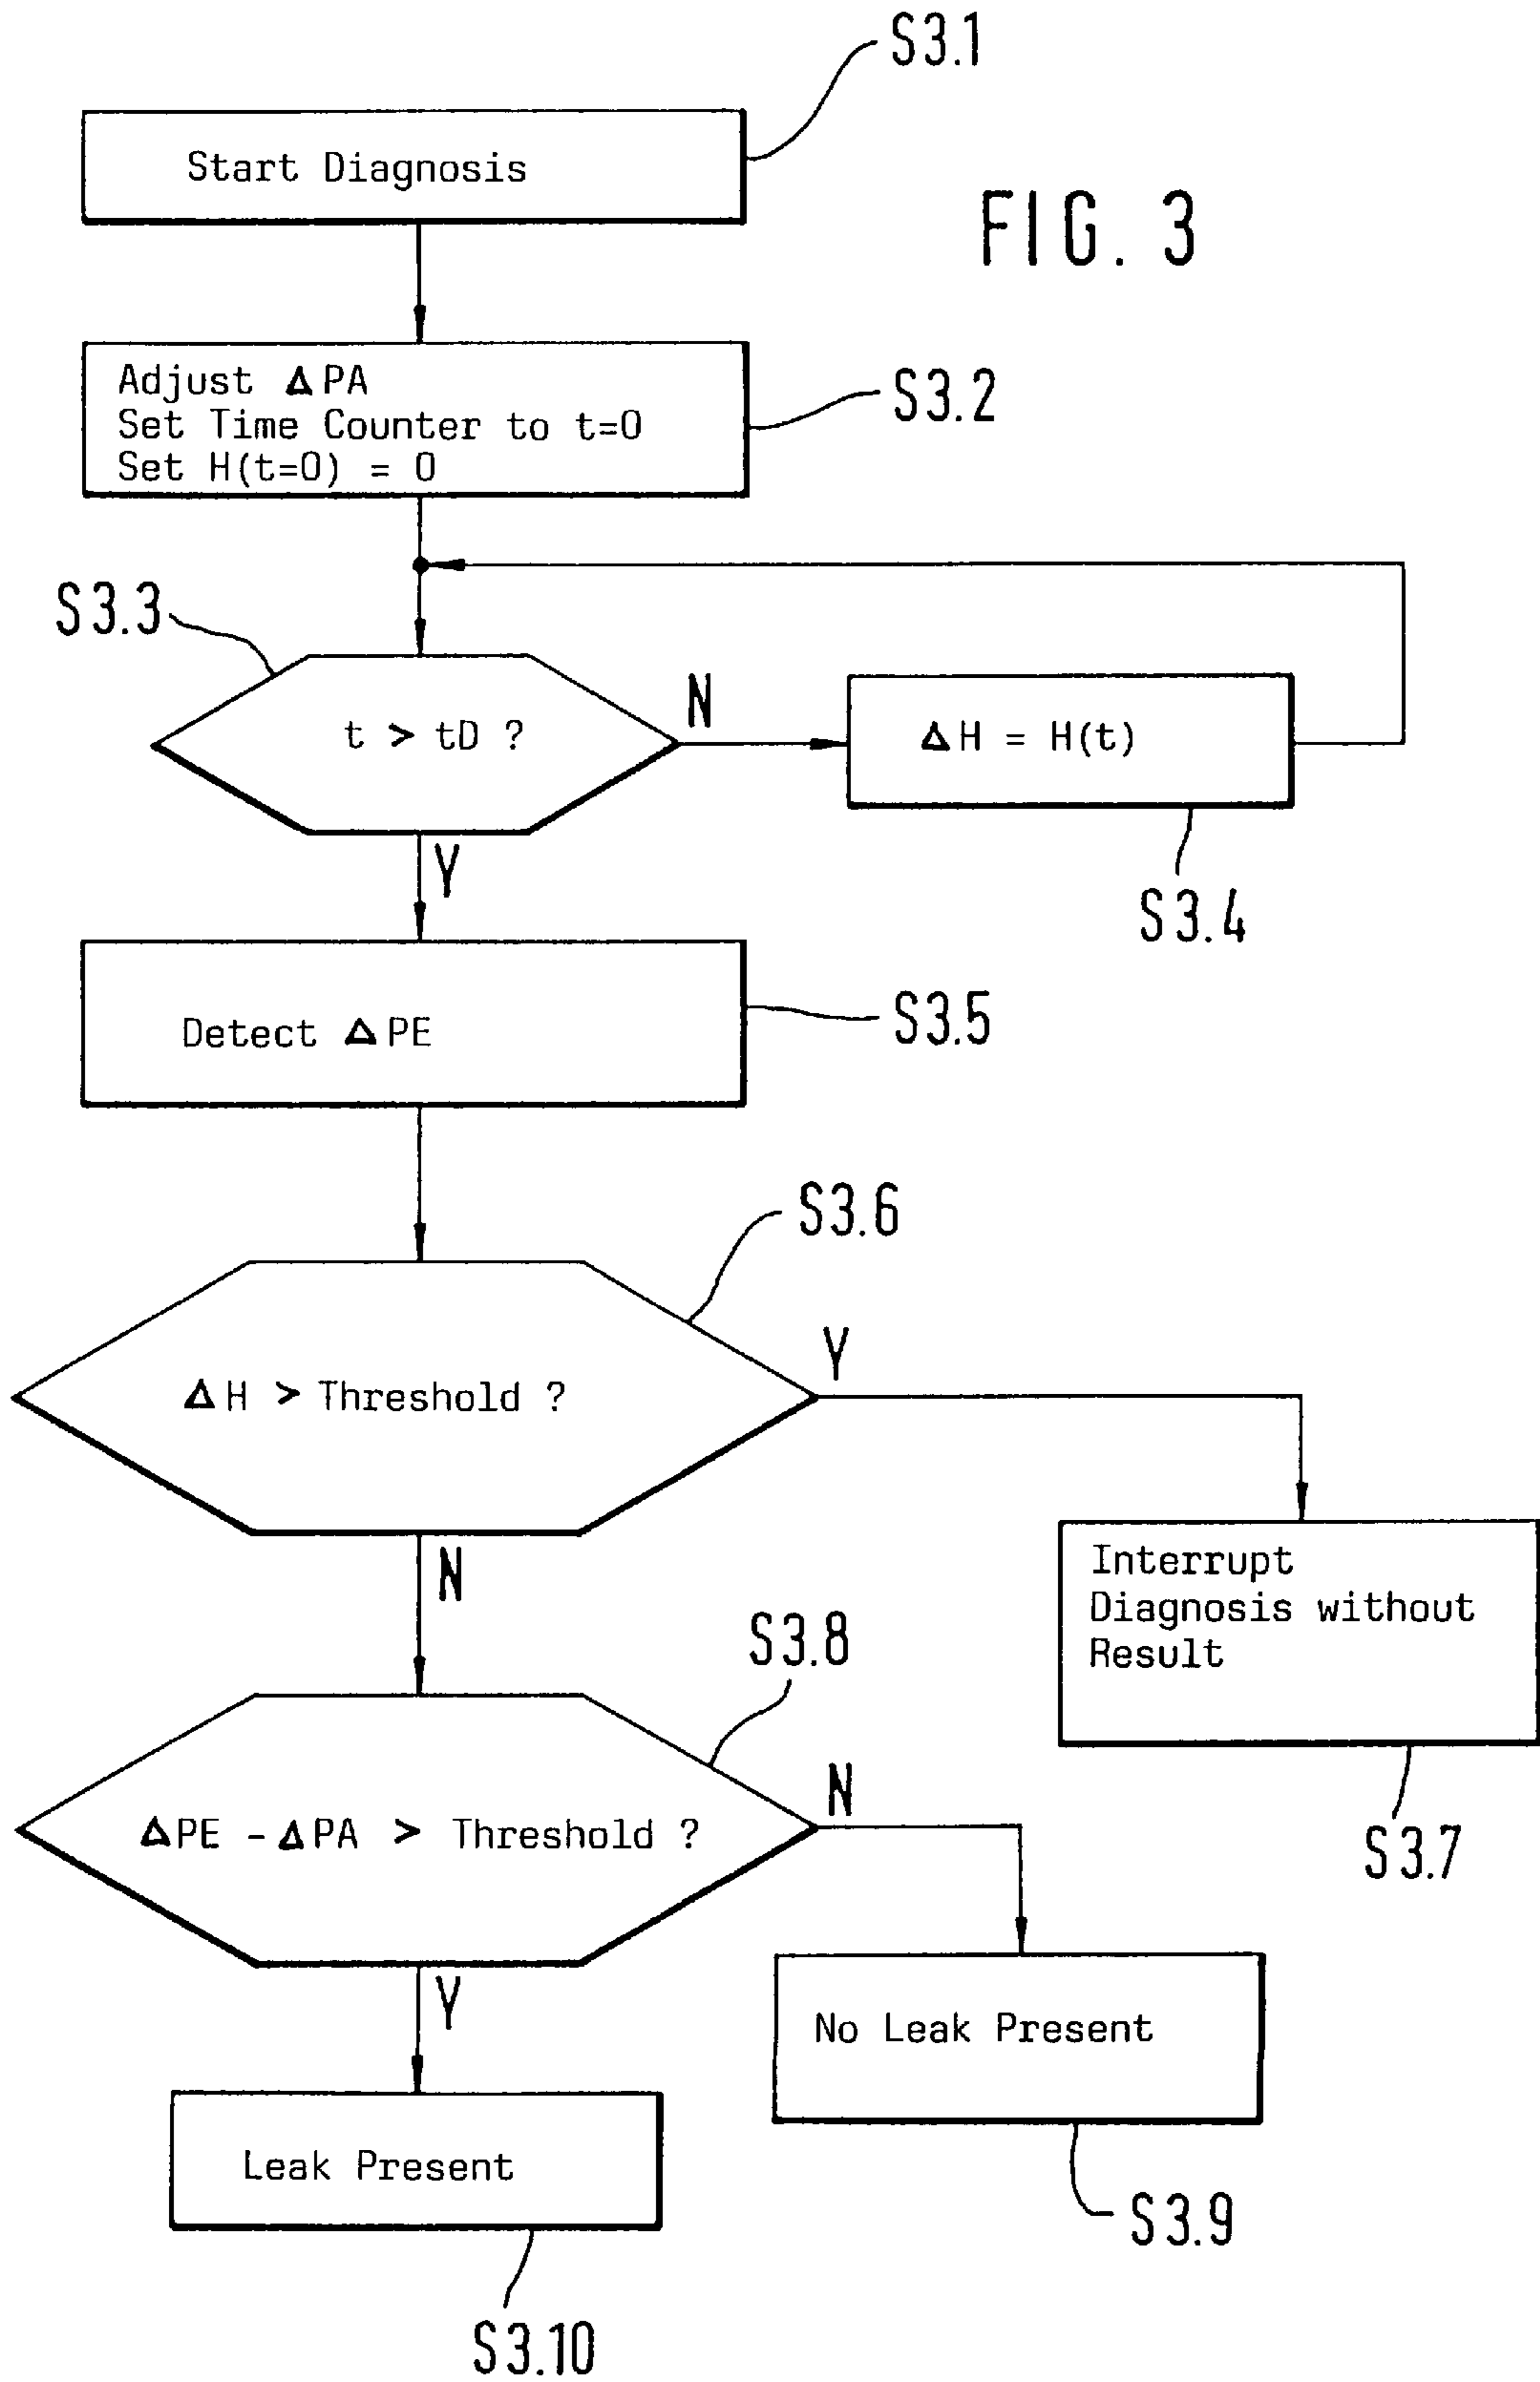 S3.1
Start Diagnosis
FIG. 3
Adjust ΔPA
Set Time Counter to t=0
Set H(t=0) = 0
S3.2
S3.3
t > tD ?
N
ΔH = H(t)
S3.4
Y
Detect ΔPE
S3.5
S3.6
ΔH > Threshold ?
Y
N
Interrupt
Diagnosis without
Result
S3.7
S3.8
ΔPE - ΔPA > Threshold ?
N
Y
No Leak Present
S3.9
Leak Present
S3.10